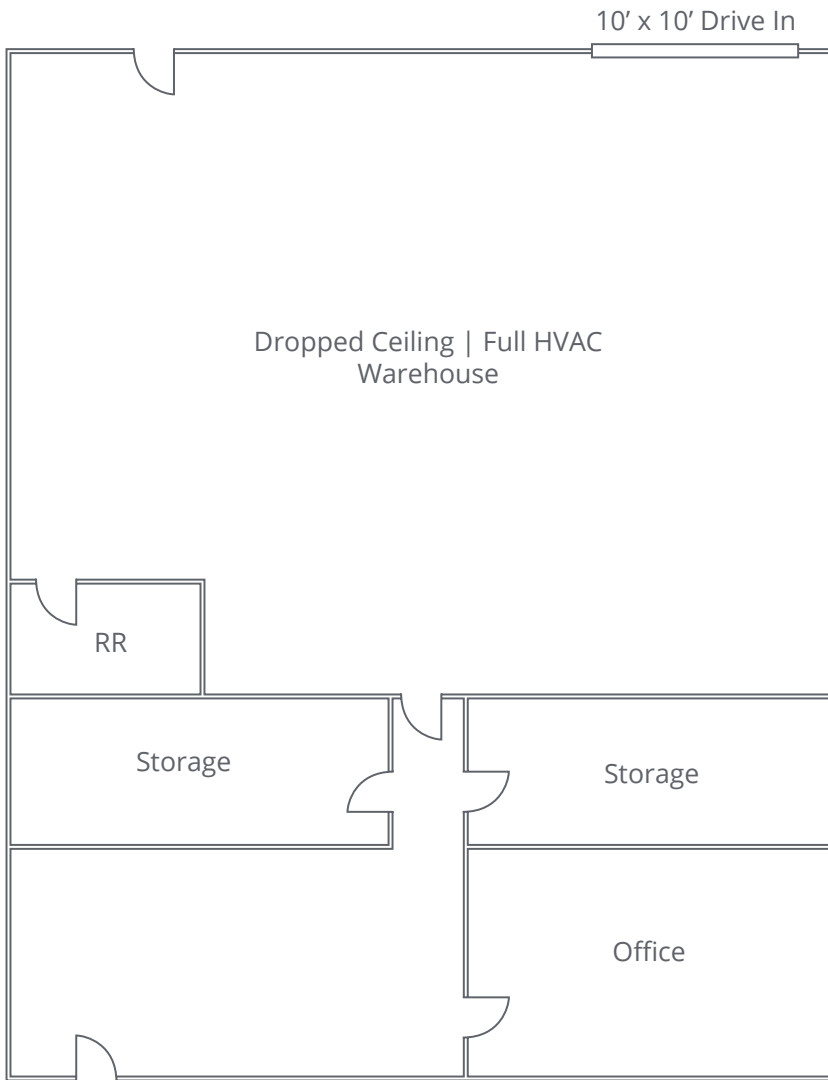 10’ x 10’ Drive In
Dropped Ceiling | Full HVAC
Warehouse
RR
Storage
Storage
Office